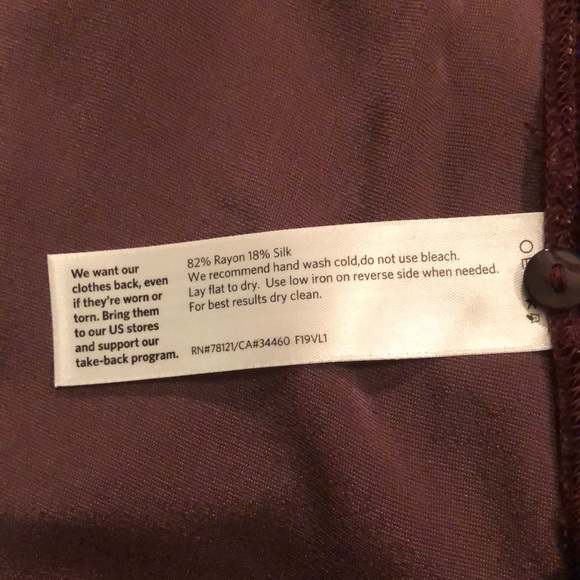 We want our
clothes back, even
if they're worn or
torn. Bring them
to our US stores
and support our
take-back program.
82% Rayon 18% Silk
We recommend hand wash cold,do not use bleach.
Lay flat to dry. Use low iron on reverse side when needed.
For best results dry clean.
RN#78121/CA#34460 F19VL1